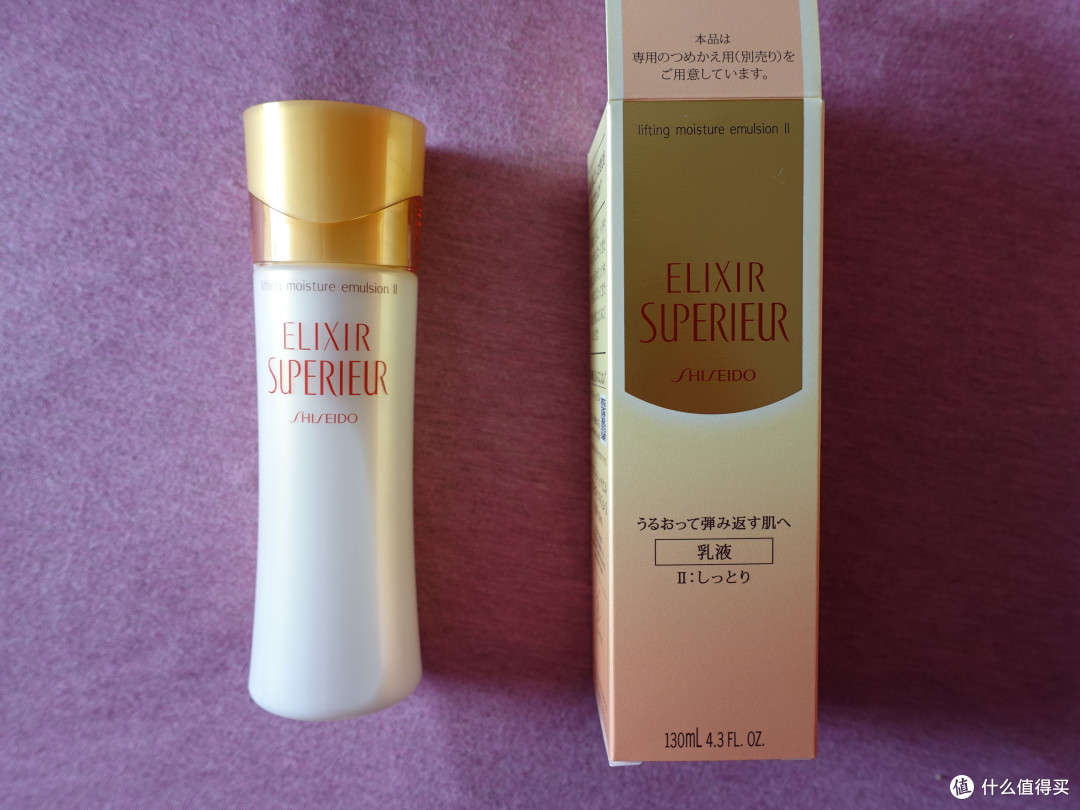 lifting moisture emulsion II
ELIXIR
SUPERIEUR
SHISEIDO
本品は
専用のつめかえ用(別売り)を
ご用意しています。
lifting moisture emulsion II
ELIXIR
SUPERIEUR
SHISEIDO
うるおって弾み返す肌へ
乳液
II:しっとり
130mL 4.3 FL. OZ.
值 什么值得买